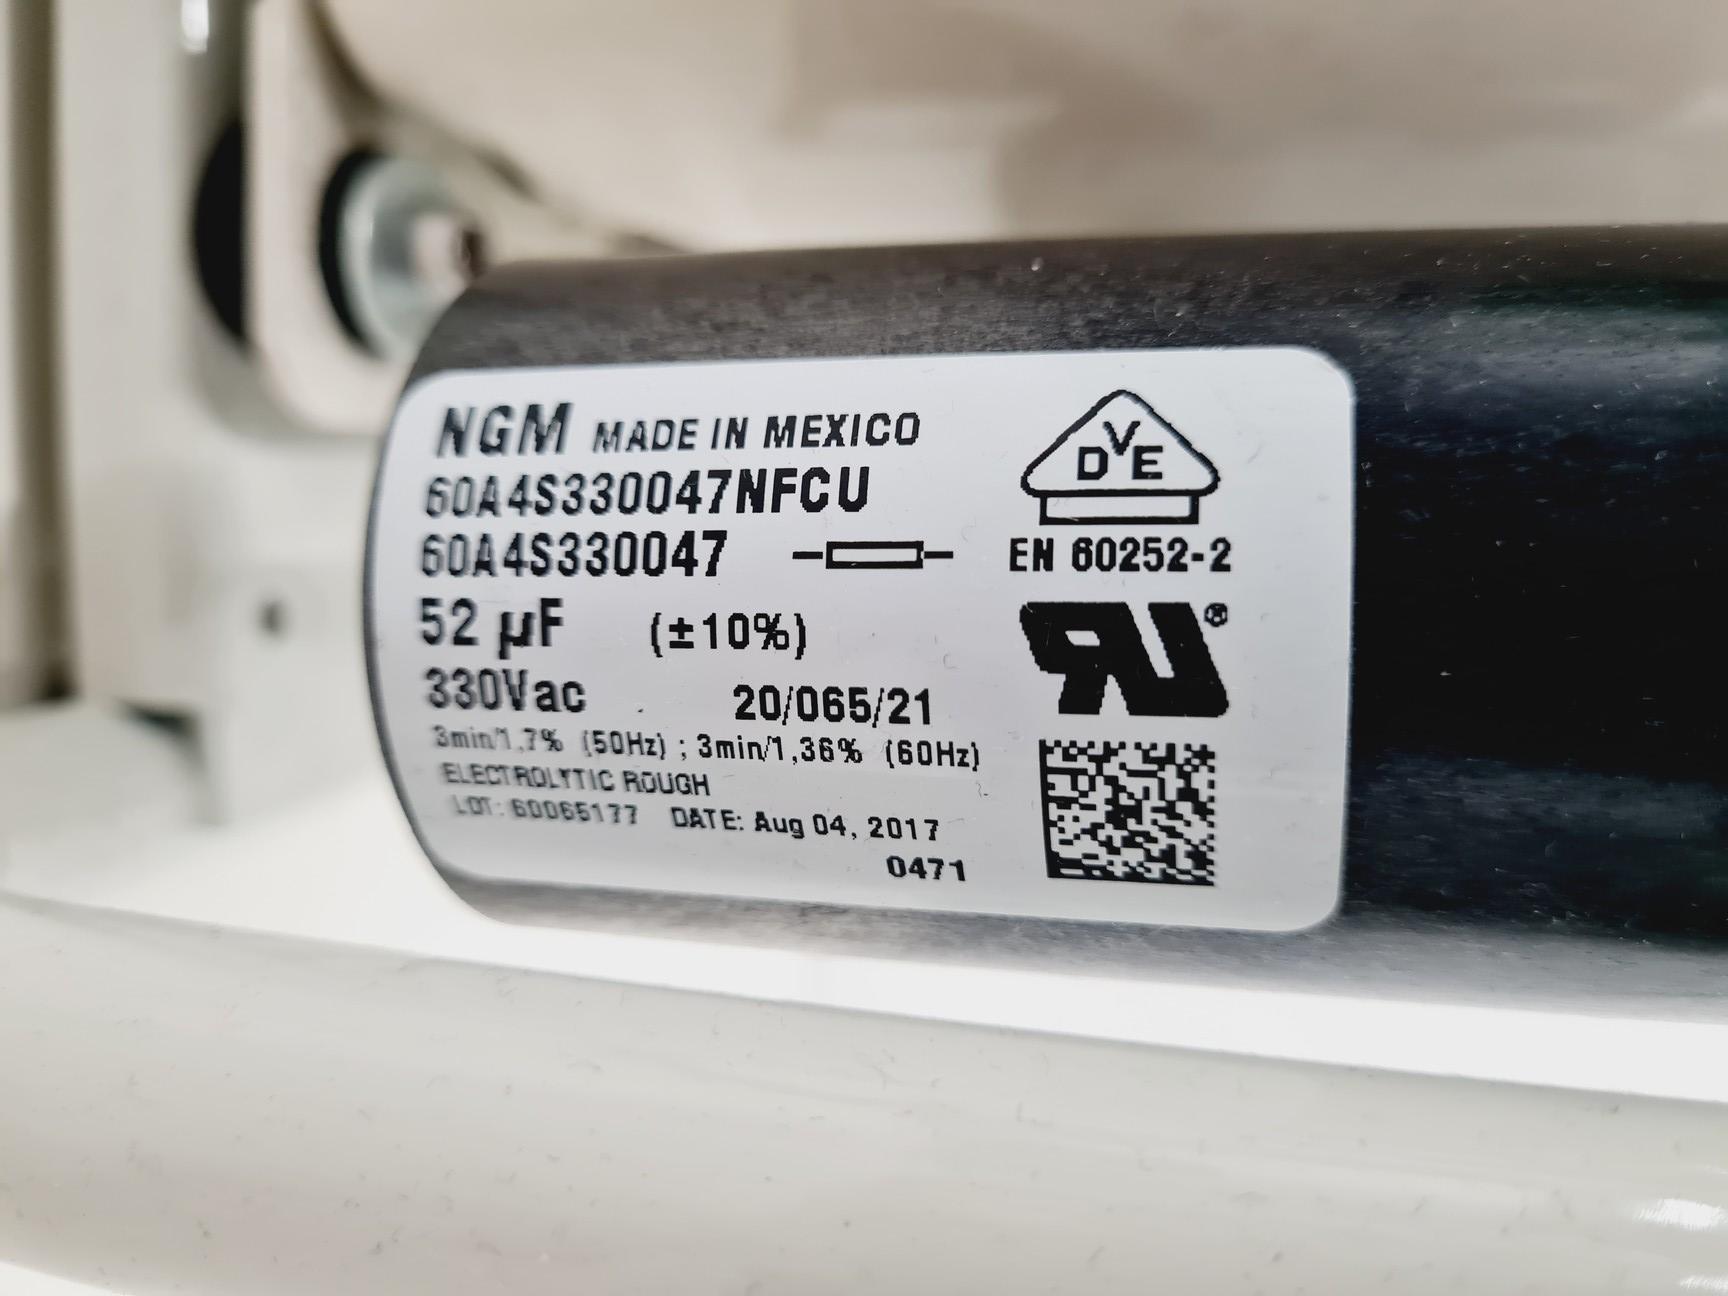 NGM MADE IN MEXICO
60A4S330047NFCU
60A4S330047
52 µF (±10%)
330Vac 20/065/21
3min/1,7% (50Hz) ; 3min/1,36% (60Hz)
ELECTROLYTIC ROUGH
LOT: 60065177 DATE: Aug 04, 2017
0471
DVE
EN 60252-2
RU®